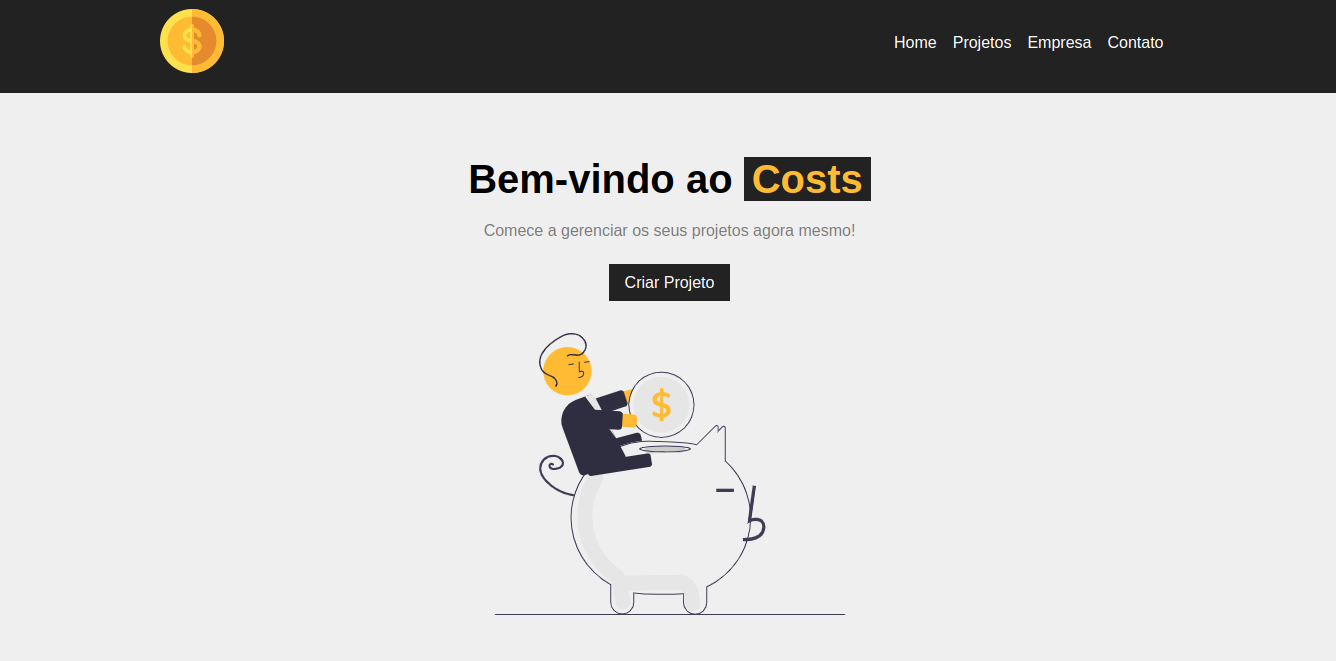 $
Home Projetos Empresa Contato
Bem-vindo ao Costs
Comece a gerenciar os seus projetos agora mesmo!
Criar Projeto
$